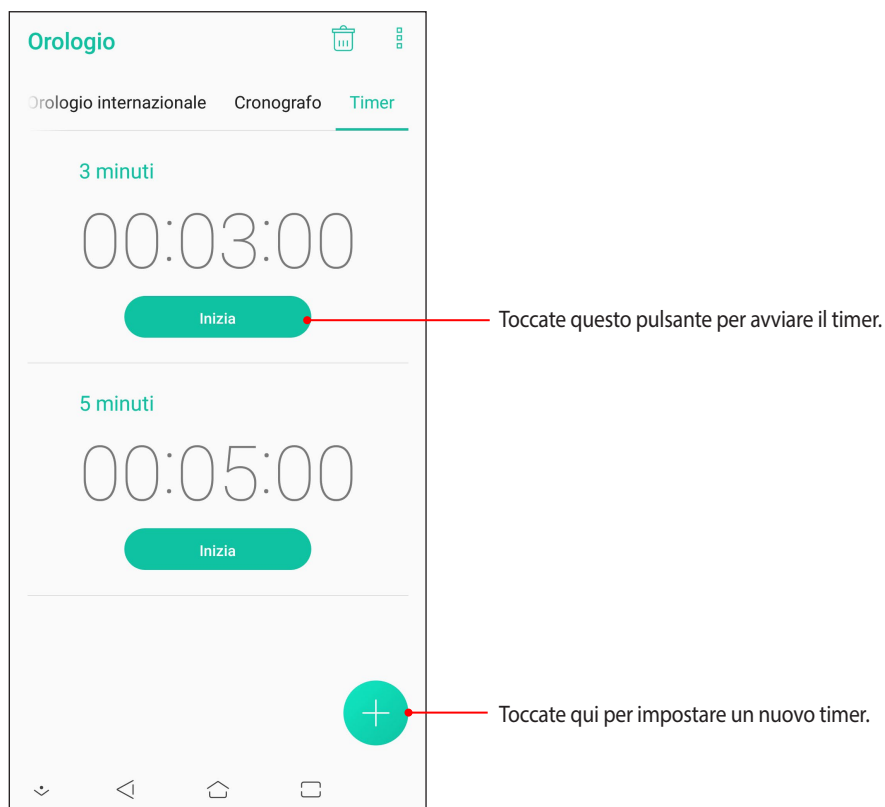 Orologio
Orologio internazionale Cronografo Timer
3 minuti
00:03:00
Inizia
Toccate questo pulsante per avviare il timer.
5 minuti
00:05:00
Inizia
Toccate qui per impostare un nuovo timer.